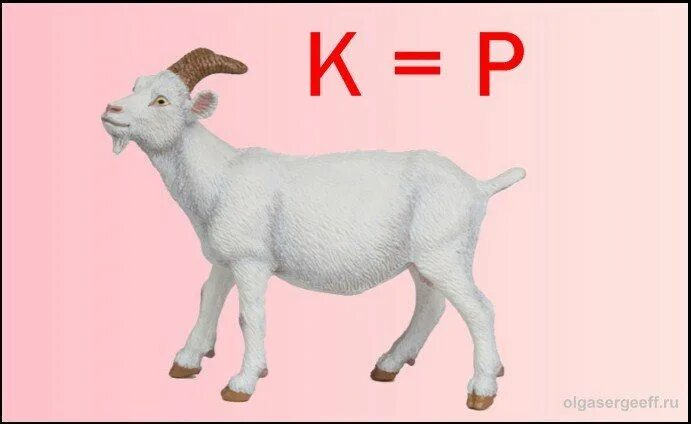 К = Р
olgasergeeff.ru